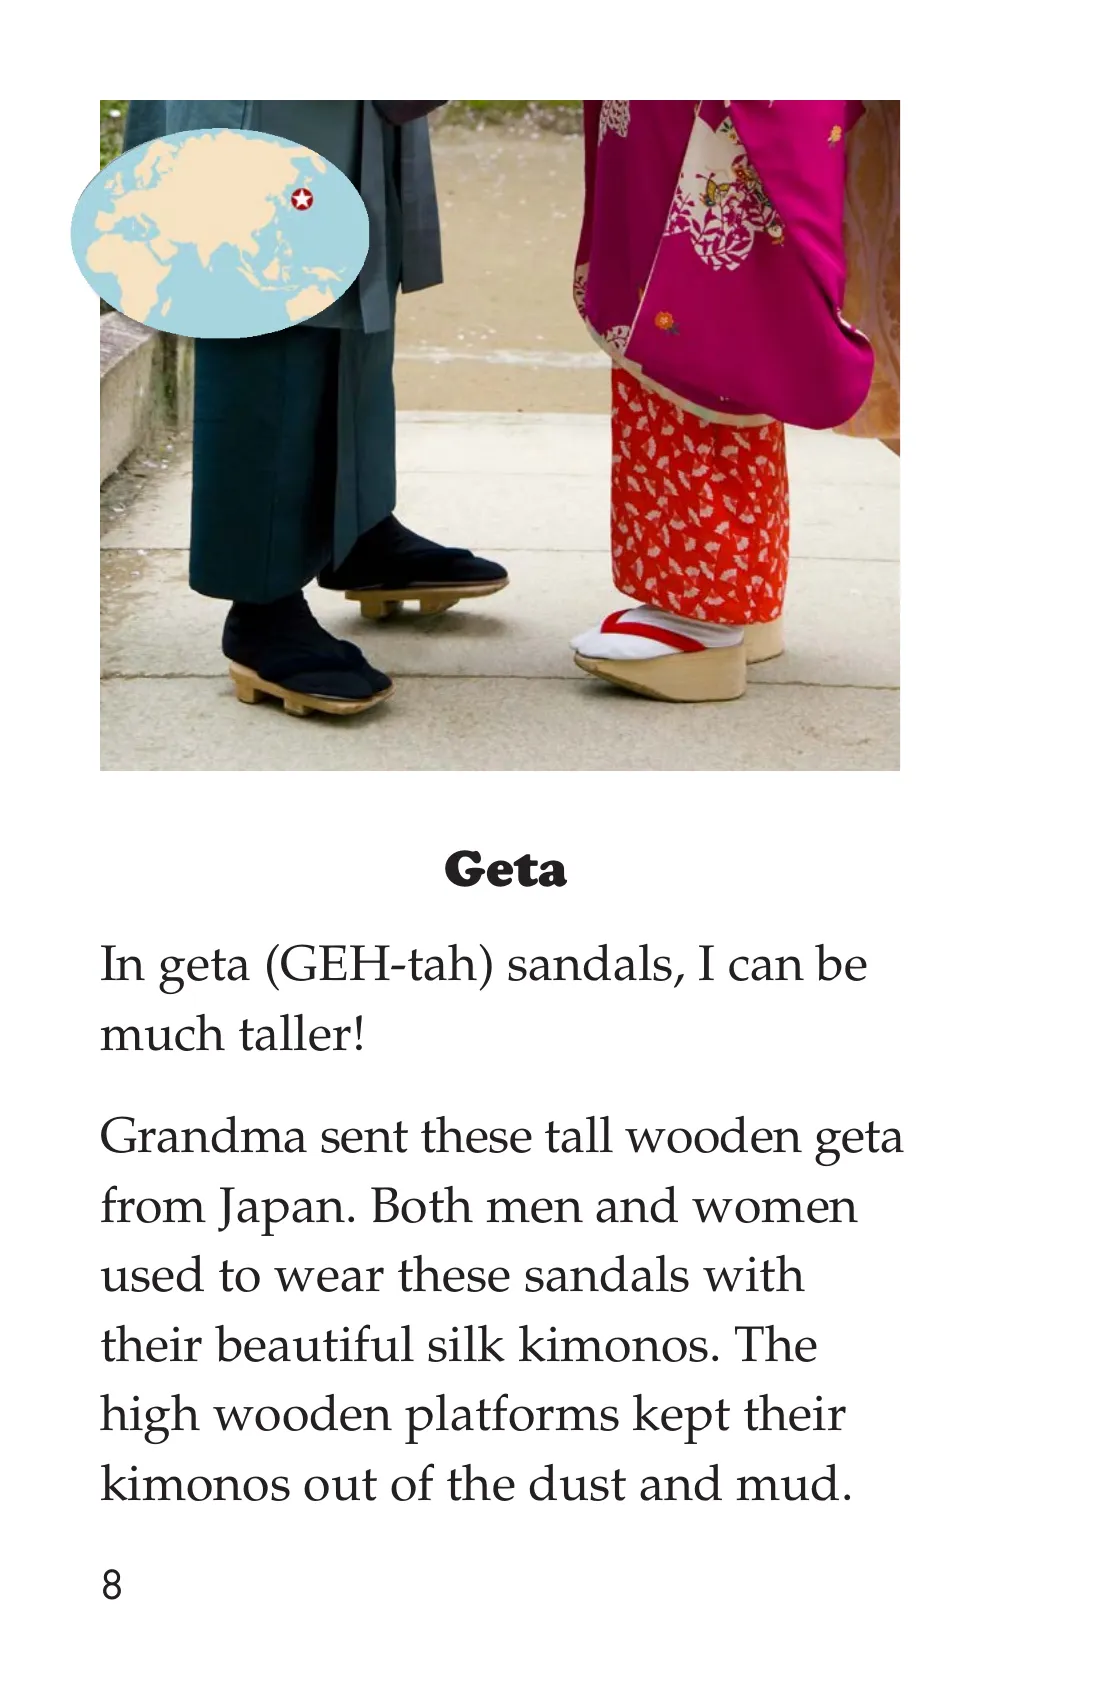 Geta
In geta (GEH-tah) sandals, I can be
much taller!
Grandma sent these tall wooden geta
from Japan. Both men and women
used to wear these sandals with
their beautiful silk kimonos. The
high wooden platforms kept their
kimonos out of the dust and mud.
8